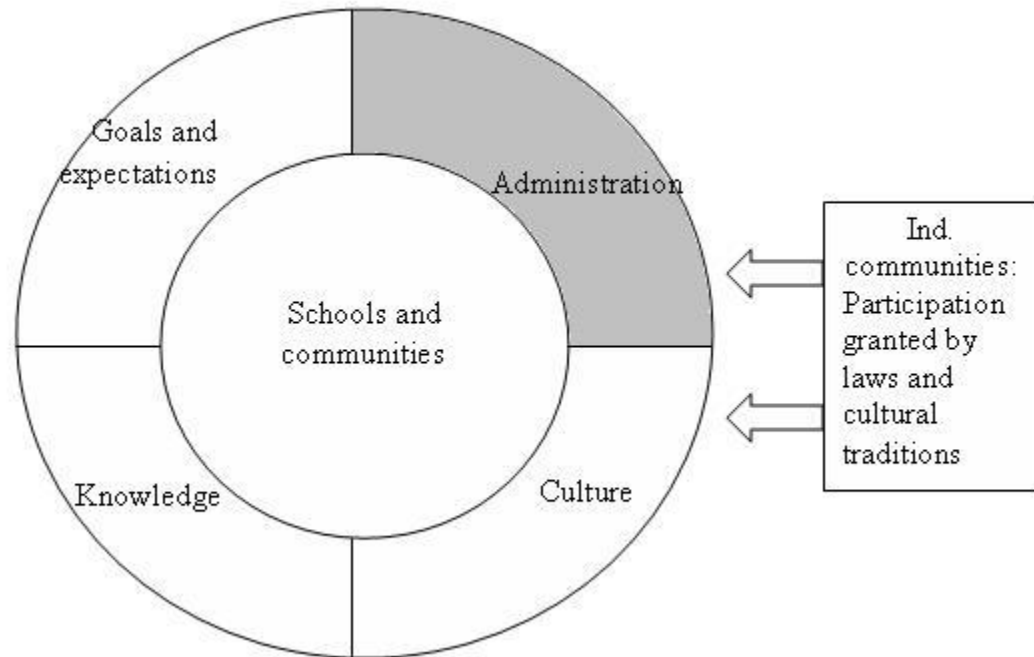 Goals and
expectations
Administration
Schools and
communities
Knowledge
Culture
Ind.
communities:
Participation
granted by
laws and
cultural
traditions